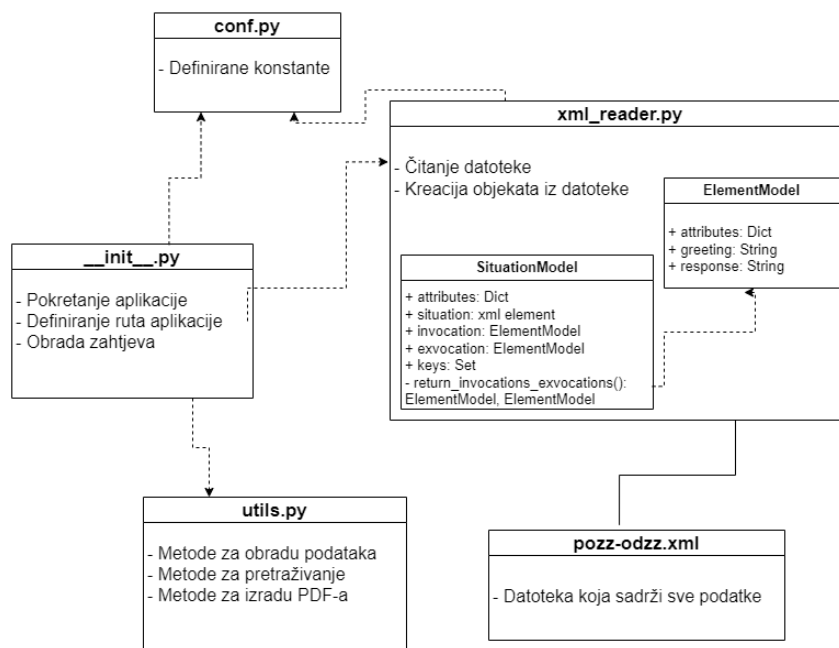 conf.py
- Definirane konstante
xml_reader.py
- Čitanje datoteke
- Kreacija objekata iz datoteke
ElementModel
+ attributes: Dict
+ greeting: String
+ response: String
SituationModel
+ attributes: Dict
+ situation: xml element
+ invocation: ElementModel
+ exvocation: ElementModel
+ keys: Set
- return_invocations_exvocations():
ElementModel, ElementModel
__init__.py
- Pokretanje aplikacije
- Definiranje ruta aplikacije
- Obrada zahtjeva
utils.py
- Metode za obradu podataka
- Metode za pretraživanje
- Metode za izradu PDF-a
pozz-odzz.xml
- Datoteka koja sadrži sve podatke